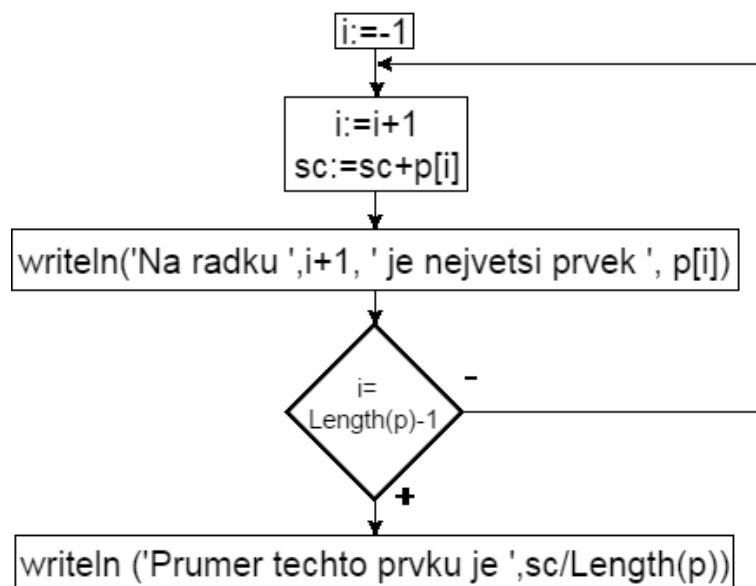 i:=-1
i:=i+1
sc:=sc+p[i]
writeln('Na radku ',i+1, ' je nejvetsi prvek ', p[i])
i=
Length(p)-1
-
+
writeln ('Prumer techto prvku je ',sc/Length(p))